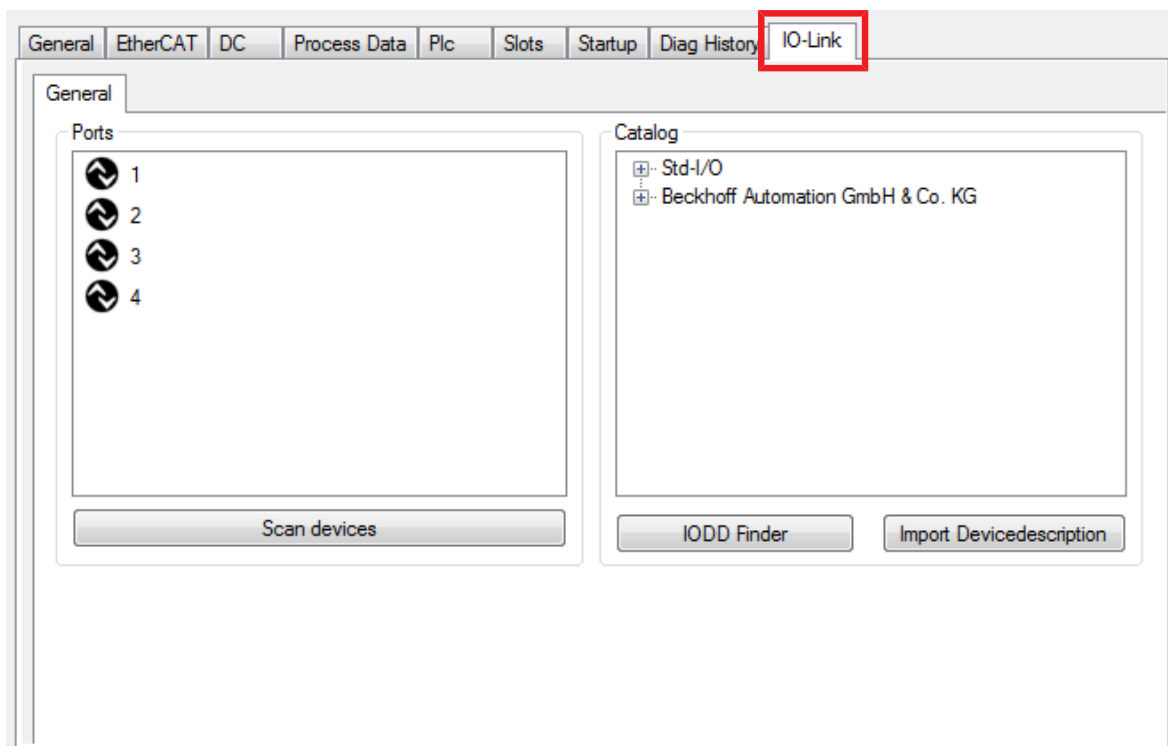 General EtherCAT DC Process Data Plc Slots Startup Diag History IO-Link
General
Ports
1
2
3
4
Scan devices
Catalog
Std-I/O
Beckhoff Automation GmbH & Co. KG
IODD Finder Import Devicedescription